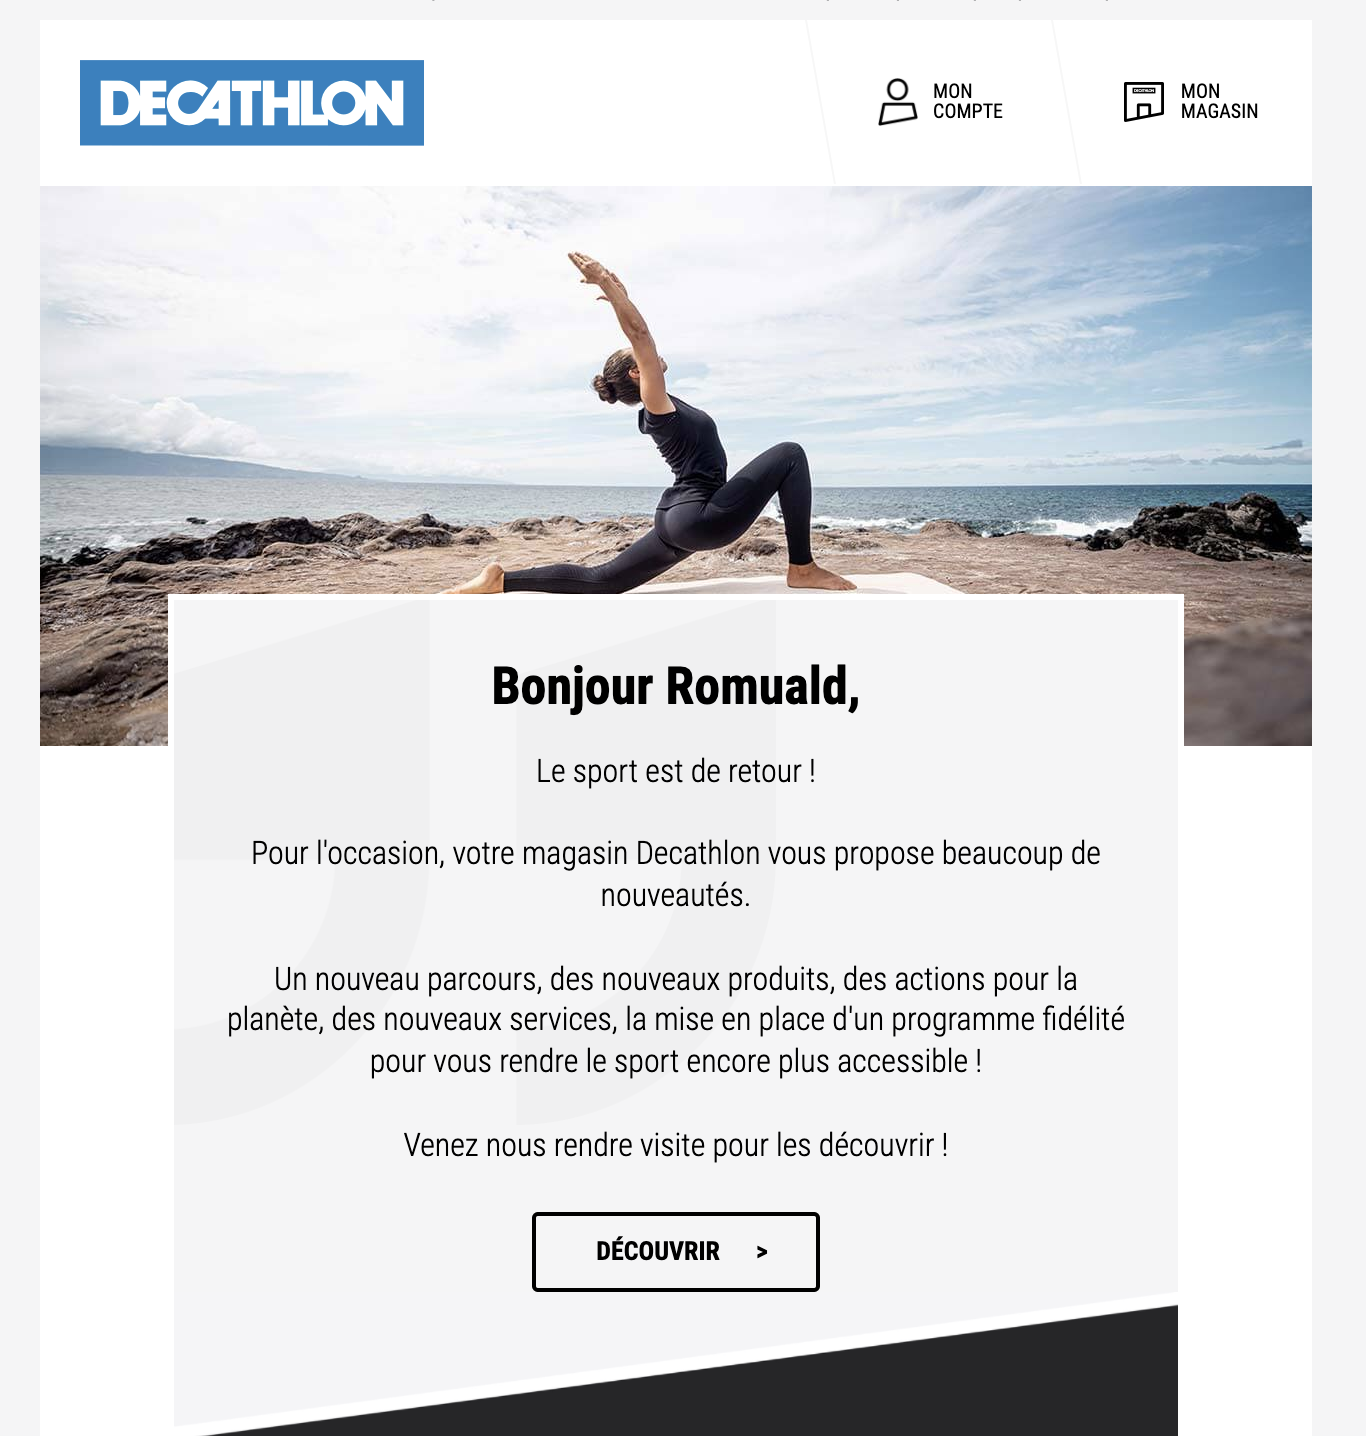 DECATHLON
MON
COMPTE
MON
MAGASIN
Bonjour Romuald,
Le sport est de retour !
Pour l'occasion, votre magasin Decathlon vous propose beaucoup de
nouveautés.
Un nouveau parcours, des nouveaux produits, des actions pour la
planète, des nouveaux services, la mise en place d'un programme fidélité
pour vous rendre le sport encore plus accessible !
Venez nous rendre visite pour les découvrir !
DÉCOUVRIR >